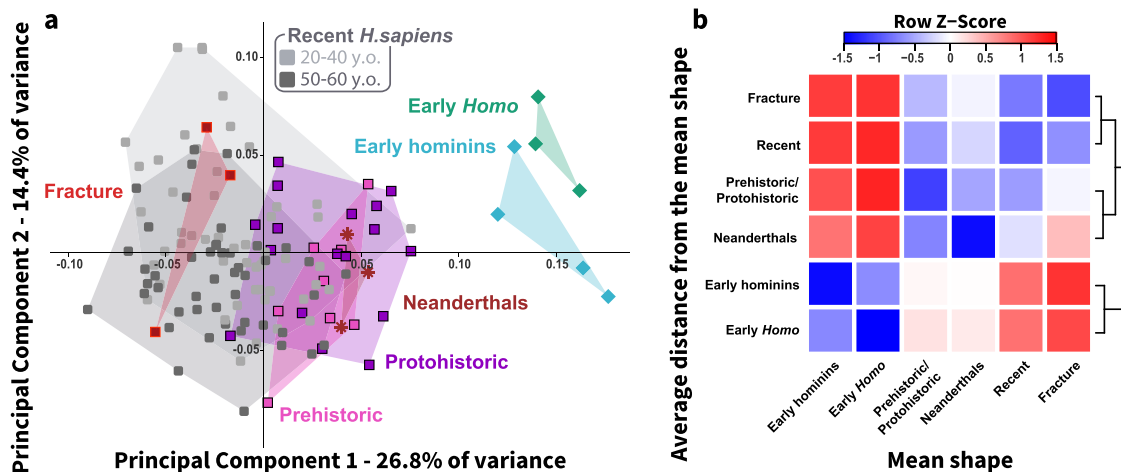 a
Principal Component 2 - 14.4% of variance
Recent H.sapiens
20-40 y.o.
50-60 y.o.
0.10
0.05
-0.05
-0.10
-0.05
0.05
0.10
0.15
Early Homo
Early hominins
Fracture
Neanderthals
Protohistoric
Prehistoric
Principal Component 1 - 26.8% of variance
b
Row Z−Score
-1.5
-1
-0.5
0
0.5
1
1.5
Average distance from the mean shape
Fracture
Recent
Prehistoric/
Protohistoric
Neanderthals
Early hominins
Early Homo
Early hominins
Early Homo
Prehistoric/
Protohistoric
Neanderthals
Recent
Fracture
Mean shape